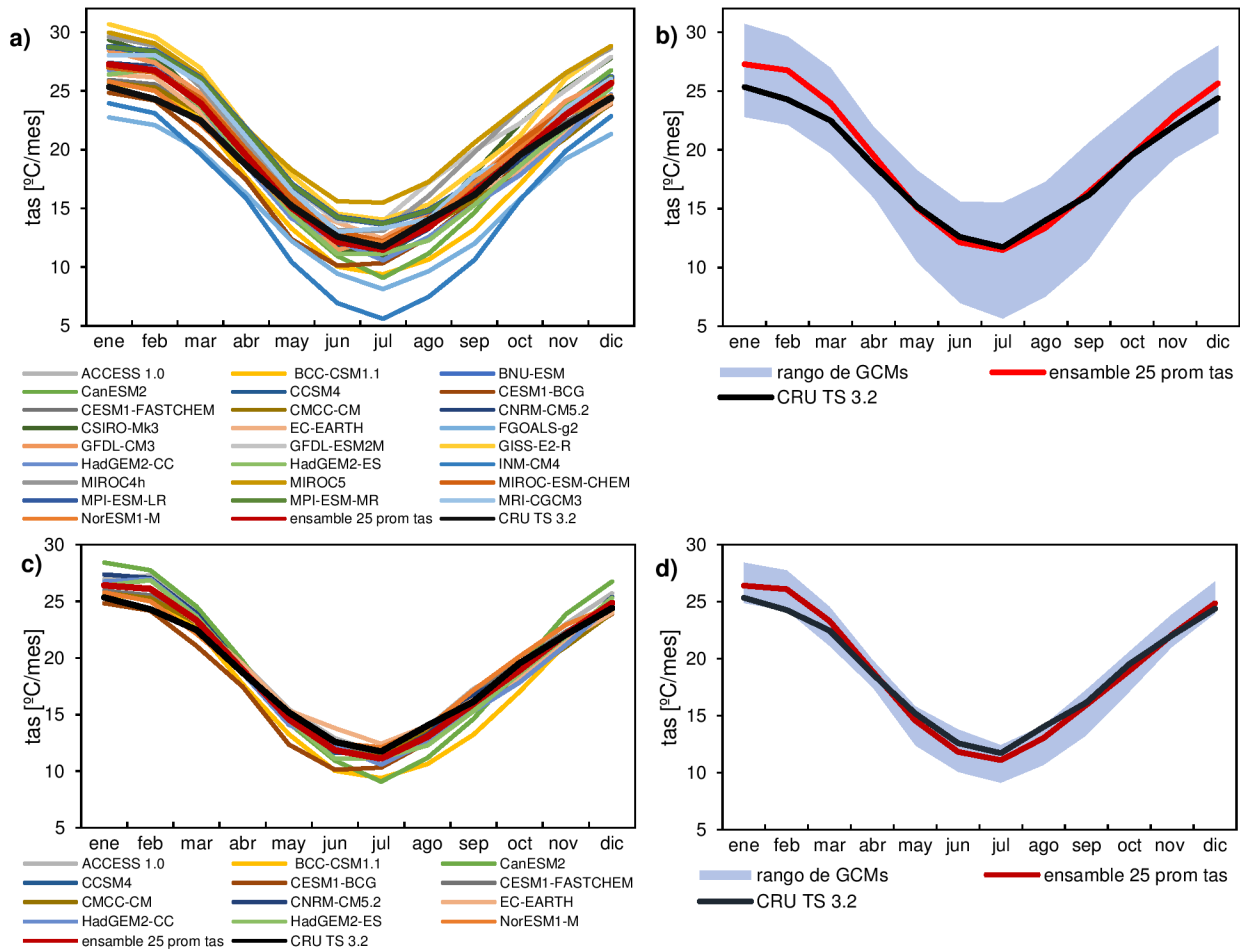 a)
tas [ºC/mes]
30
25
20
15
10
5
ene feb mar abr may jun jul ago sep oct nov dic
ACCESS 1.0 BCC-CSM1.1 BNU-ESM
CanESM2 CCSM4 CESM1-BCG
CESM1-FASTCHEM CMCC-CM CNRM-CM5.2
CSIRO-Mk3 EC-EARTH FGOALS-g2
GFDL-CM3 GFDL-ESM2M GISS-E2-R
HadGEM2-CC HadGEM2-ES INM-CM4
MIROC4h MIROC5 MIROC-ESM-CHEM
MPI-ESM-LR MPI-ESM-MR MRI-CGCM3
NorESM1-M ensamble 25 prom tas CRU TS 3.2
b)
tas [ºC/mes]
30
25
20
15
10
5
ene feb mar abr may jun jul ago sep oct nov dic
rango de GCMs ensamble 25 prom tas
CRU TS 3.2
c)
tas [ºC/mes]
30
25
20
15
10
5
ene feb mar abr may jun jul ago sep oct nov dic
ACCESS 1.0 BCC-CSM1.1 CanESM2
CCSM4 CESM1-BCG CESM1-FASTCHEM
CMCC-CM CNRM-CM5.2 EC-EARTH
HadGEM2-CC HadGEM2-ES NorESM1-M
ensamble 25 prom tas CRU TS 3.2
d)
tas [ºC/mes]
30
25
20
15
10
5
ene feb mar abr may jun jul ago sep oct nov dic
rango de GCMs ensamble 25 prom tas
CRU TS 3.2